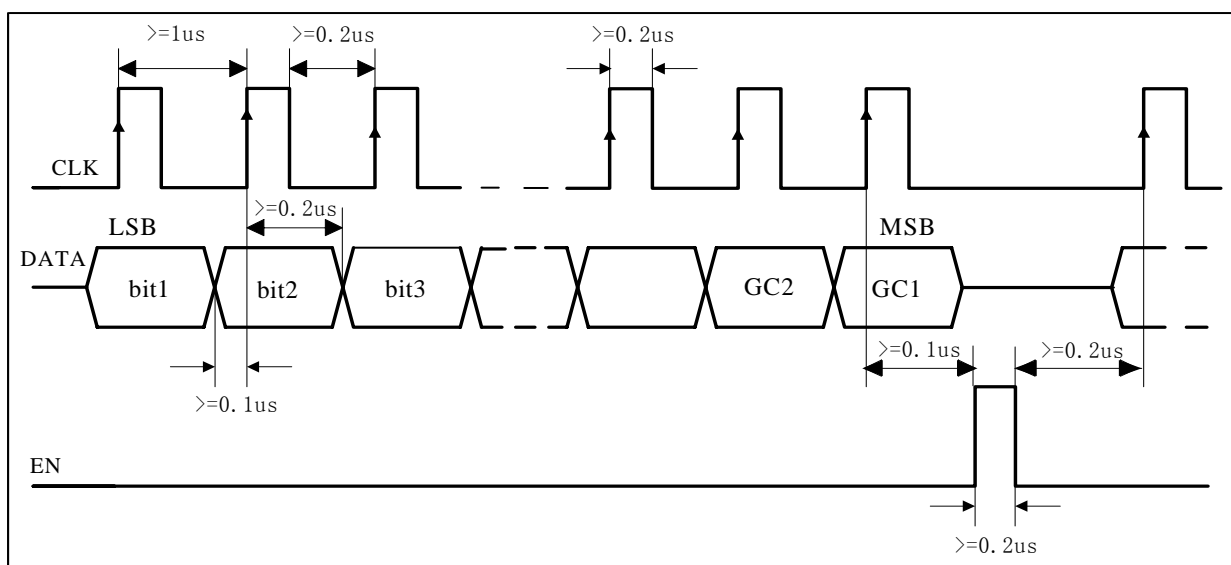 >=1us
>=0.2us
>=0.2us
CLK
>=0.2us
LSB
MSB
DATA
bit1
bit2
bit3
GC2
GC1
>=0.1us
>=0.2us
>=0.1us
EN
>=0.2us